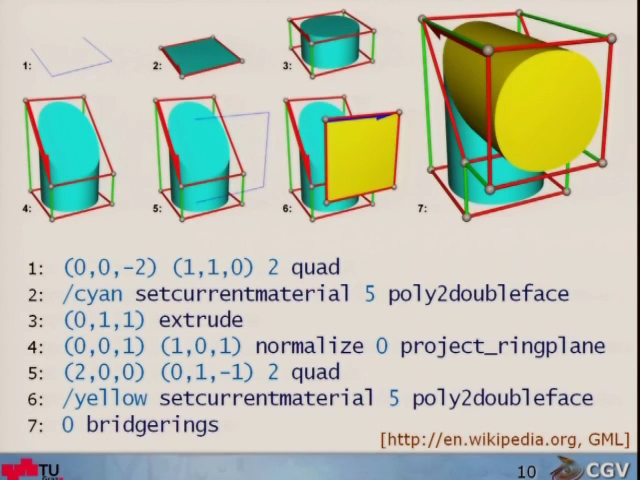 1:
2:
3:
4:
5:
6:
7:
1: (0,0,-2) (1,1,0) 2 quad
2: /cyan setcurrentmaterial 5 poly2doubleface
3: (0,1,1) extrude
4: (0,0,1) (1,0,1) normalize 0 project_ringplane
5: (2,0,0) (0,1,-1) 2 quad
6: /yellow setcurrentmaterial 5 poly2doubleface
7: 0 bridgerings
[http://en.wikipedia.org, GML]
TU
10
CGV